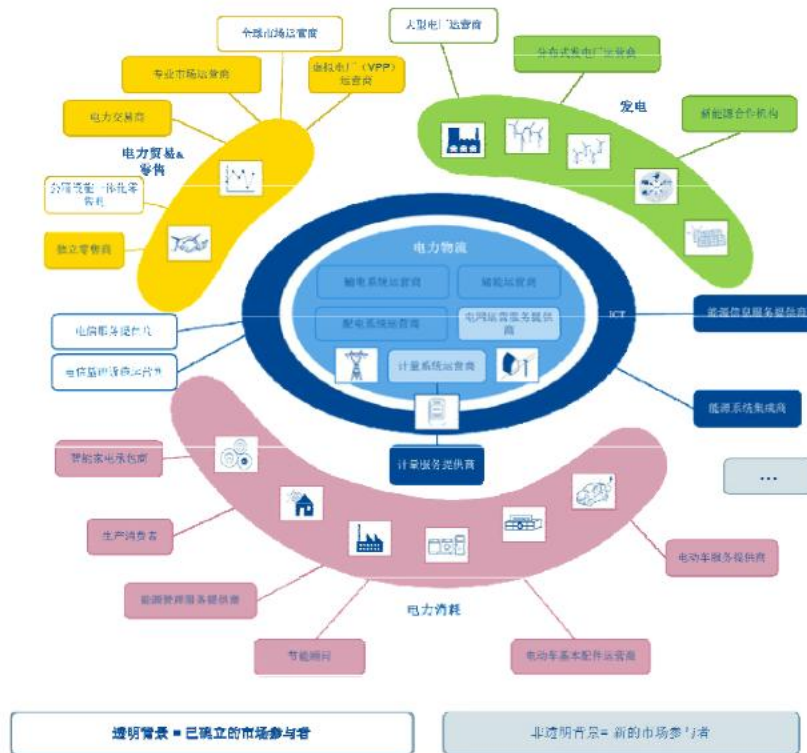 全球市场运营商
大型电厂运营商
专业市场运营商
虚拟电厂（VPP）
运营商
分布式发电厂运营商
发电
电力交易商
新能源合作机构
电力贸易&
零售
售商
独立零售商
电力物流
输电系统运营商
储能运营商
配电系统运营商
电网运营服务提供
商
ICT
能源信息服务提供商
电信服务提供商
计量系统运营商
能源系统集成商
计量服务提供商
智能家电承包商
...
生产消费者
电动车服务提供商
能源管理服务提供商
电力消耗
节能顾问
电动车基本配件运营商
透明背景 = 已确立的市场参与者
非透明背景= 新的市场参与者